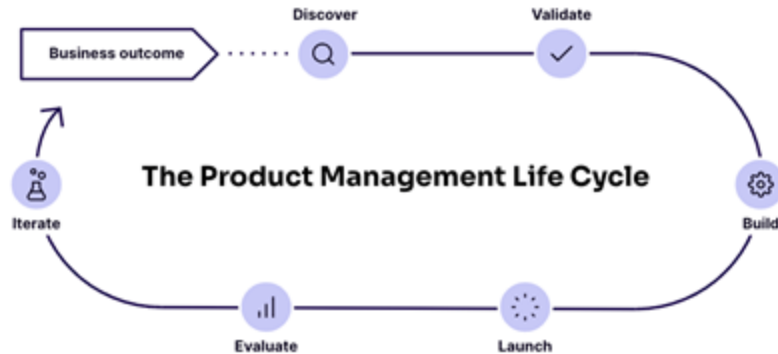 Discover
Validate
Business outcome
The Product Management Life Cycle
Iterate
Build
Evaluate
Launch